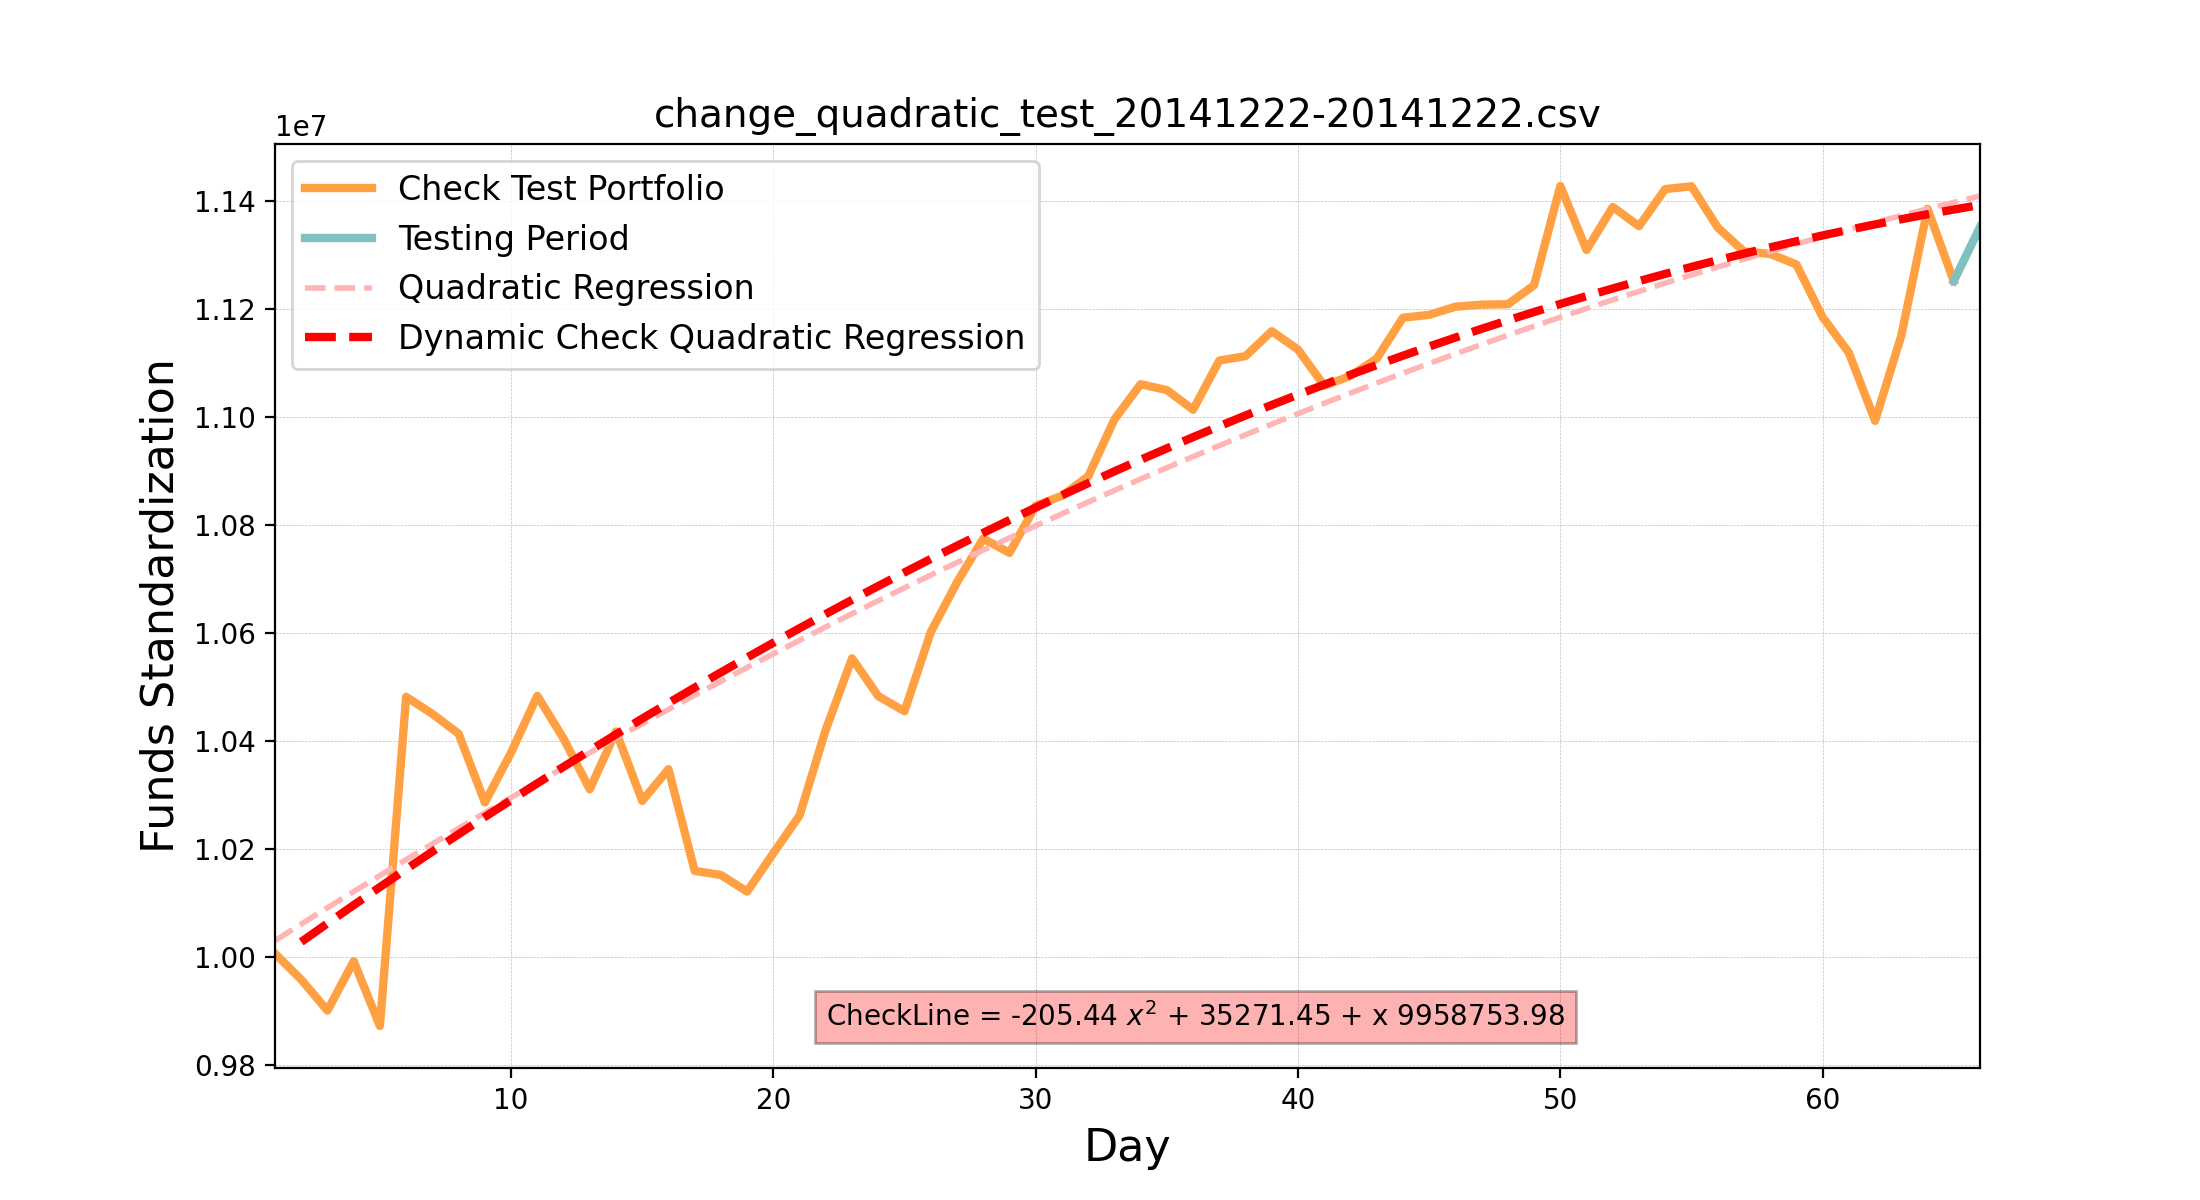 change_quadratic_test_20141222-20141222.csv
1e7
Check Test Portfolio
Testing Period
Quadratic Regression
Dynamic Check Quadratic Regression
1.14
1.12
1.10
1.08
1.06
1.04
1.02
1.00
0.98
Funds Standardization
CheckLine = -205.44 x² + 35271.45 + x 9958753.98
10 20 30 40 50 60
Day